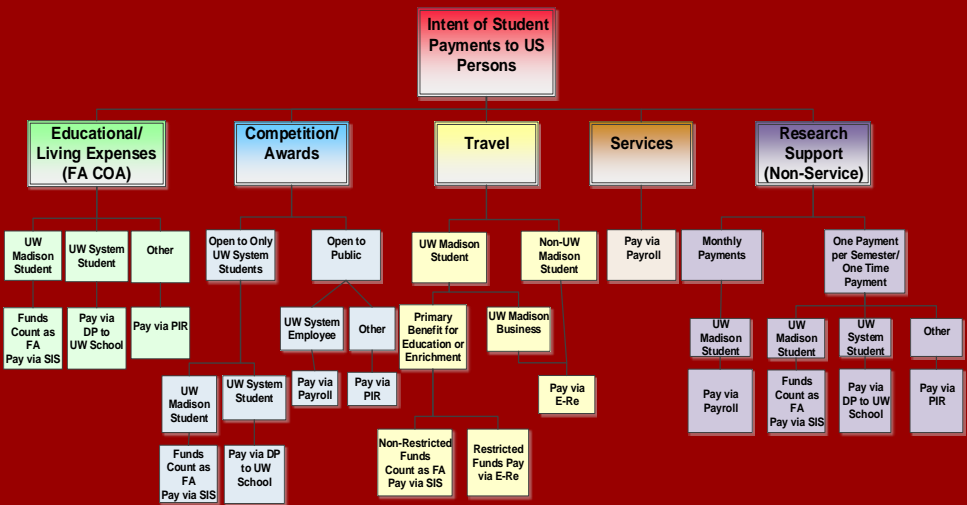 Intent of Student
Payments to US
Persons
Educational/
Living Expenses
(FA COA)
Competition/
Awards
Travel
Services
Research
Support
(Non-Service)
UW
Madison
Student
UW System
Student
Other
Open to Only
UW System
Students
Open to
Public
UW Madison
Student
Non-UW
Madison
Student
Pay via
Payroll
Monthly
Payments
One Payment
per Semester/
One Time
Payment
Funds
Count as
FA
Pay via SIS
Pay via
DP to
UW School
Pay via PIR
UW System
Employee
Other
Primary
Benefit for
Education or
Enrichment
UW Madison
Business
UW
Madison
Student
UW
Madison
Student
UW
System
Student
Other
UW
Madison
Student
UW System
Student
Pay via
Payroll
Pay via
PIR
Pay via
E-Re
Pay via
Payroll
Funds
Count as
FA
Pay via SIS
Pay via
DP to UW
School
Pay via
PIR
Funds
Count as
FA
Pay via SIS
Pay via DP
to UW
School
Non-Restricted
Funds
Count as FA
Pay via SIS
Restricted
Funds Pay
via E-Re